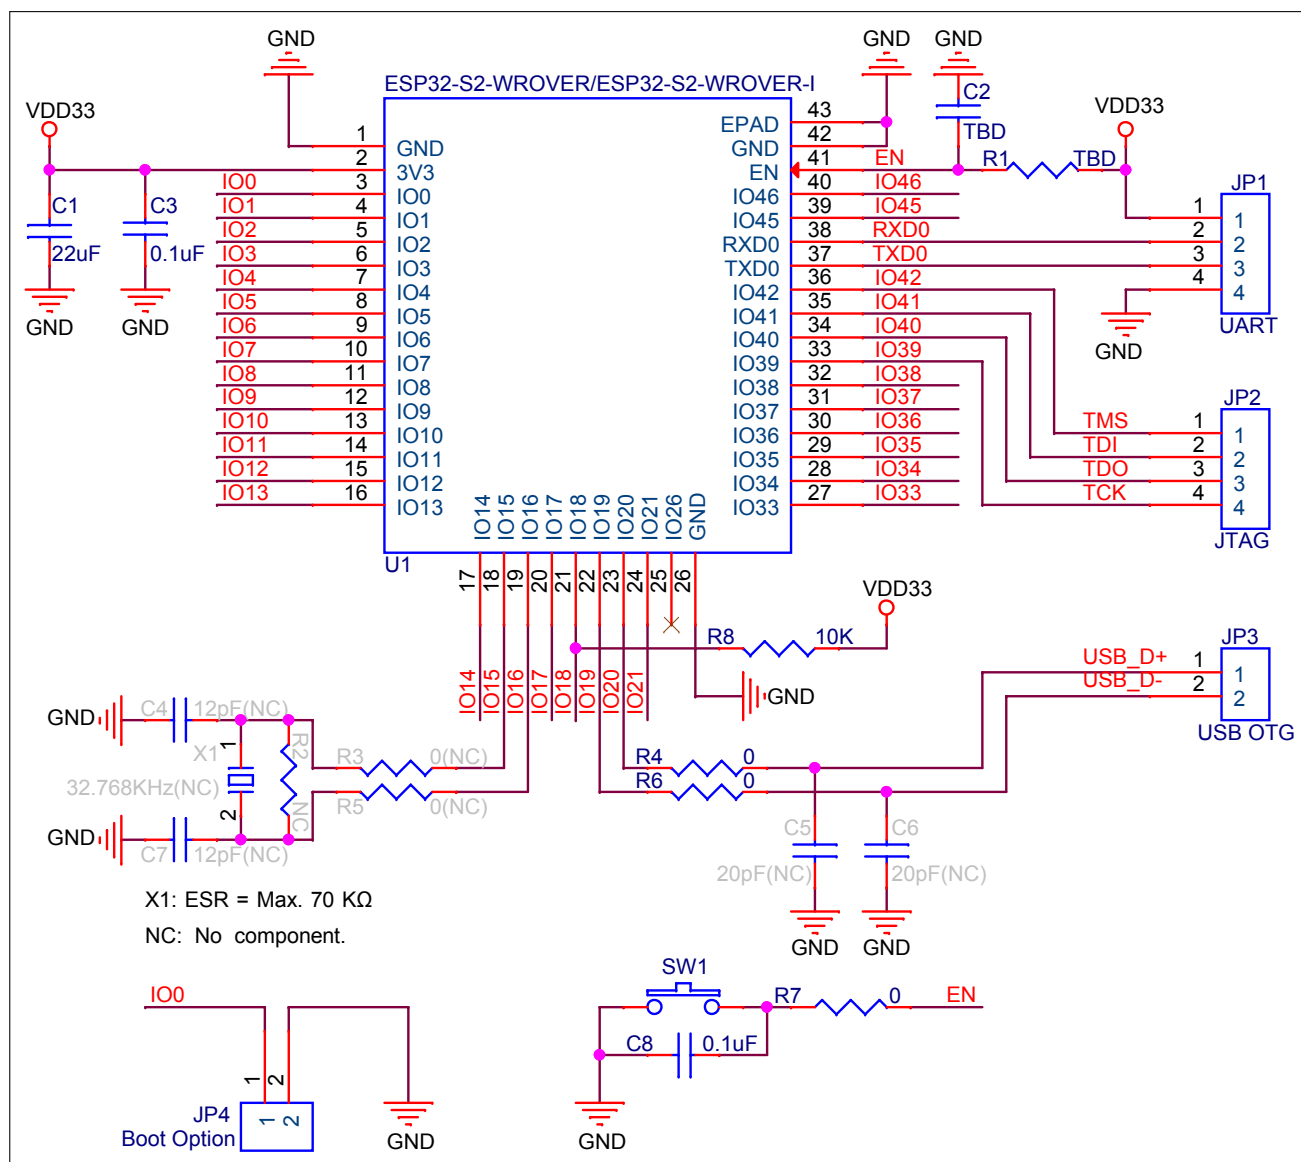 GND
GND
GND
ESP32-S2-WROVER/ESP32-S2-WROVER-I
VDD33
C2
TBD
VDD33
1
GND
2
3V3
IO0
3
IO0
IO1
4
IO1
IO2
5
IO2
IO3
6
IO3
IO4
7
IO4
IO5
8
IO5
IO6
9
IO6
IO7
10
IO7
IO8
11
IO8
IO9
12
IO9
IO10
13
IO10
IO11
14
IO11
IO12
15
IO12
IO13
16
IO13
C1
22uF
GND
C3
0.1uF
GND
EPAD
43
GND
42
EN
41
EN
R1
TBD
IO46
40
IO46
IO45
39
IO45
RXD0
38
RXD0
TXD0
37
TXD0
IO42
36
IO42
IO41
35
IO41
IO40
34
IO40
IO39
33
IO39
IO38
32
IO38
IO37
31
IO37
IO36
30
IO36
IO35
29
IO35
IO34
28
IO34
IO33
27
IO33
JP1
1
1
2
2
3
3
4
4
UART
GND
JP2
TMS
1
1
TDI
2
2
TDO
3
3
TCK
4
4
JTAG
IO14
IO15
IO16
IO17
IO18
IO19
IO20
IO21
IO26
GND
U1
17
18
19
20
21
22
23
24
25
26
IO14
IO15
IO16
IO17
IO18
IO19
IO20
IO21
VDD33
R8
10K
GND
JP3
USB_D+
1
1
USB_D-
2
2
USB OTG
GND
C4
12pF(NC)
X1
1
32.768KHz(NC)
2
R2
NC
R3
0(NC)
R5
0(NC)
GND
C7
12pF(NC)
R4
0
R6
0
C5
20pF(NC)
GND
C6
20pF(NC)
GND
X1: ESR = Max. 70 KΩ
NC: No component.
IO0
1
2
1
2
JP4
Boot Option
GND
SW1
R7
0
EN
C8
0.1uF
GND